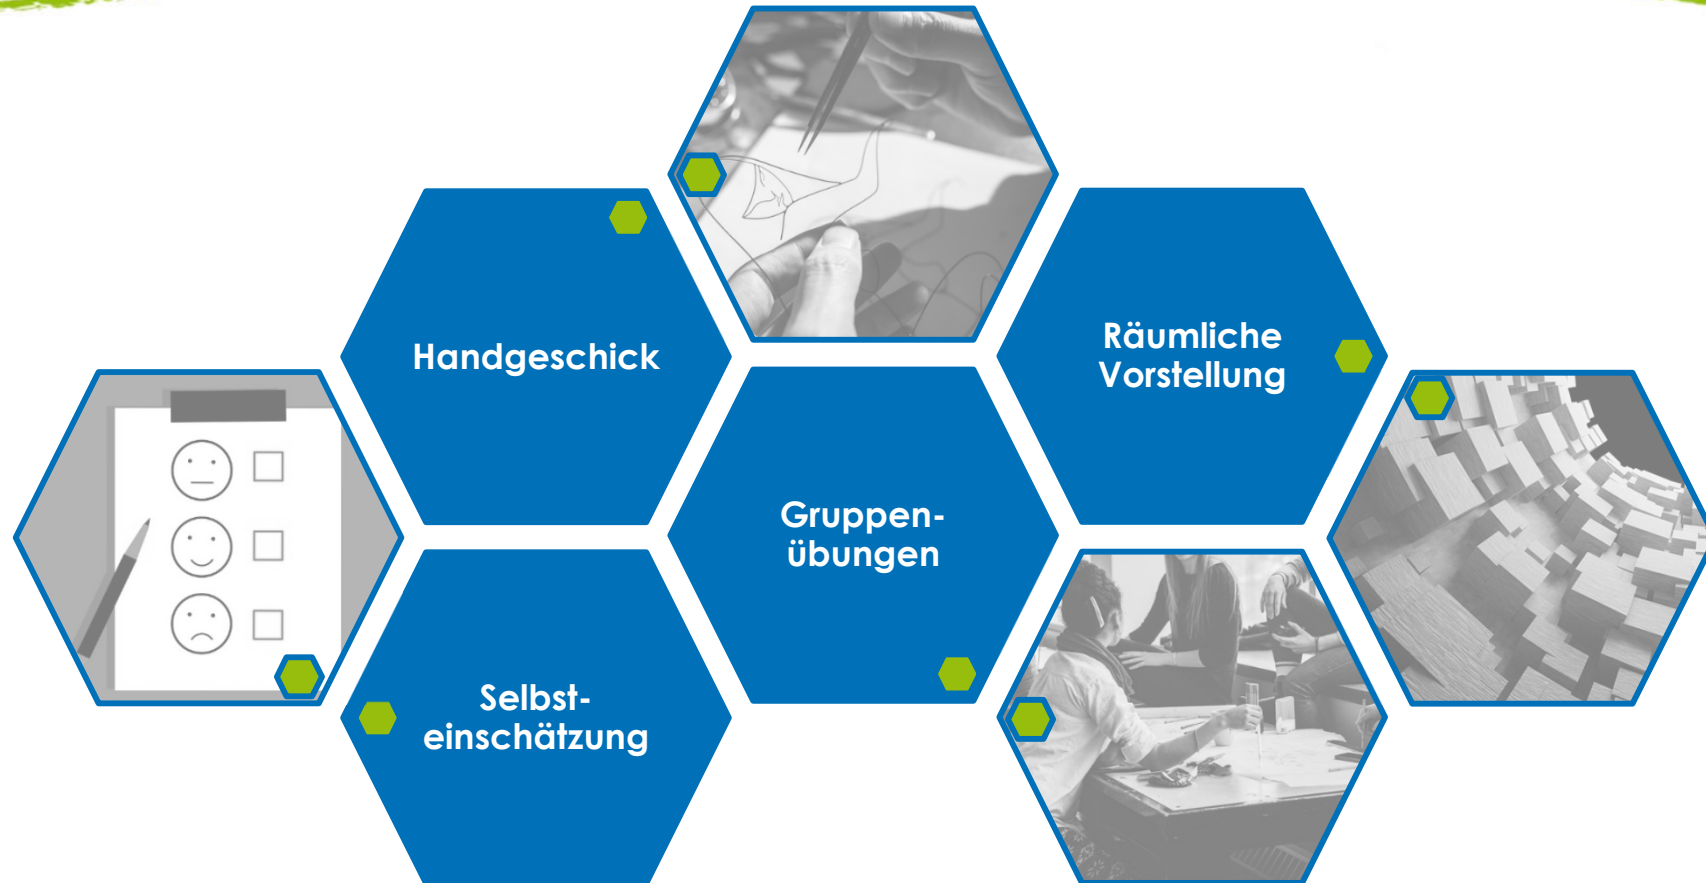 Handgeschick
Räumliche
Vorstellung
Gruppen-
übungen
Selbst-
einschätzung